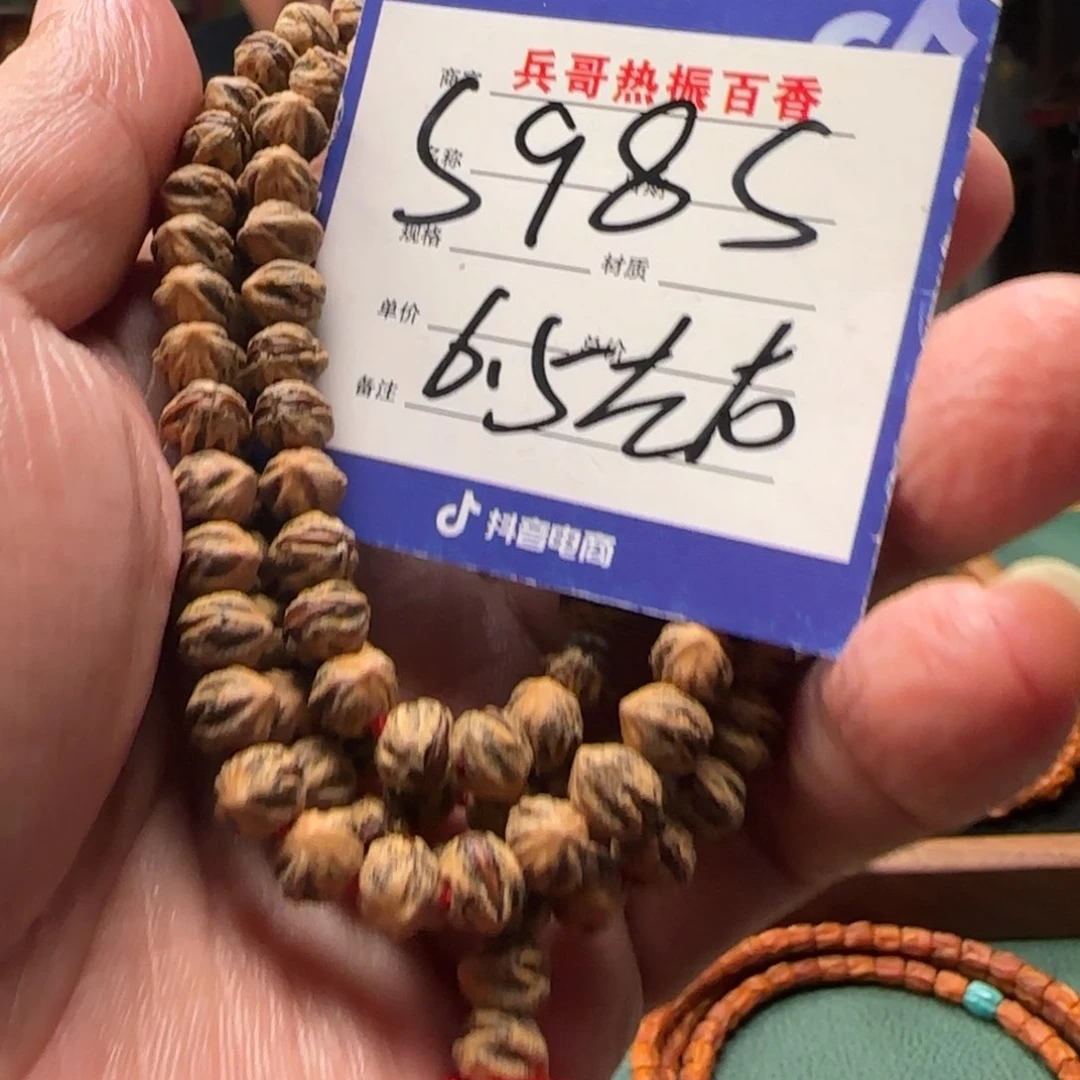 商家 兵哥热振百香
5985
名称
规格 材质
单价 总价
6.5左右
备注
抖音电商